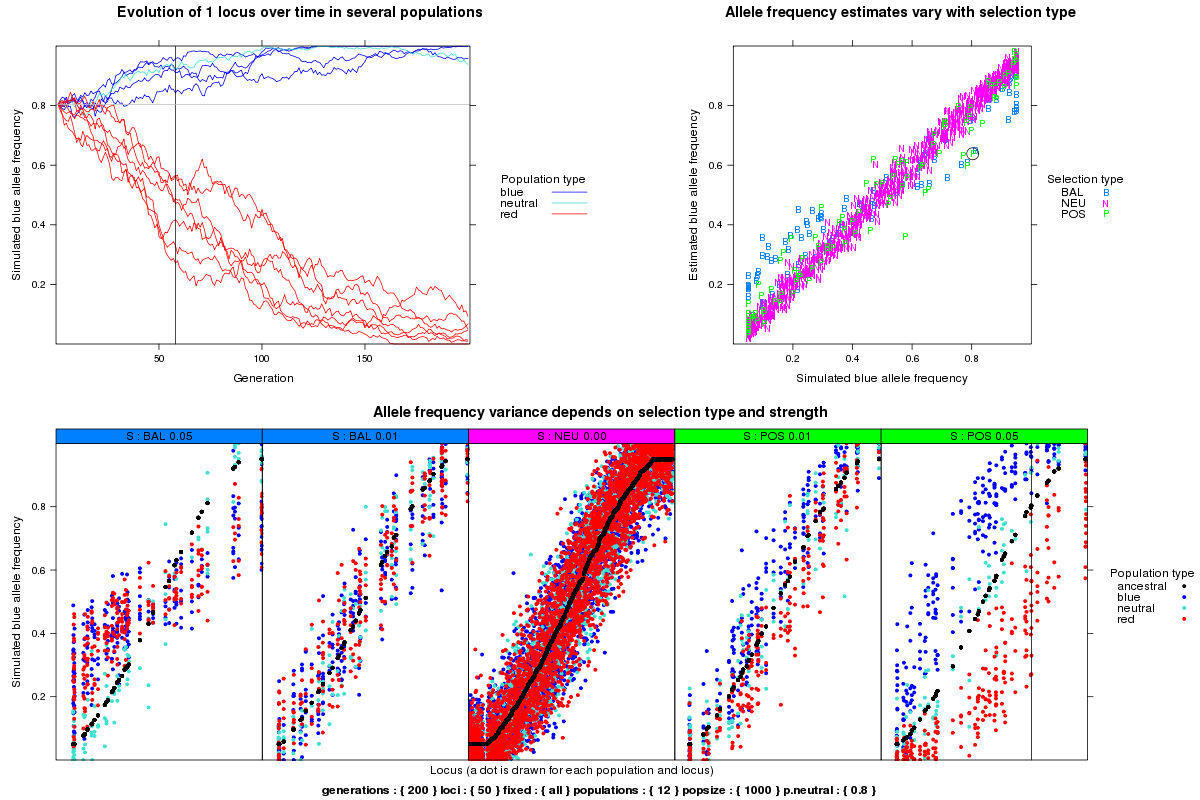 Evolution of 1 locus over time in several populations
Simulated blue allele frequency
0.8
0.6
0.4
0.2
50 100 150
Generation
Population type
blue
neutral
red
Allele frequency estimates vary with selection type
Estimated blue allele frequency
0.8
0.6
0.4
0.2
0.2 0.4 0.6 0.8
Simulated blue allele frequency
Selection type
BAL B
NEU N
POS P
Allele frequency variance depends on selection type and strength
S : BAL 0.05 S : BAL 0.01 S : NEU 0.00 S : POS 0.01 S : POS 0.05
Simulated blue allele frequency
0.8
0.6
0.4
0.2
Locus (a dot is drawn for each population and locus)
Population type
ancestral
blue
neutral
red
generations : { 200 } loci : { 50 } fixed : { all } populations : { 12 } popsize : { 1000 } p.neutral : { 0.8 }